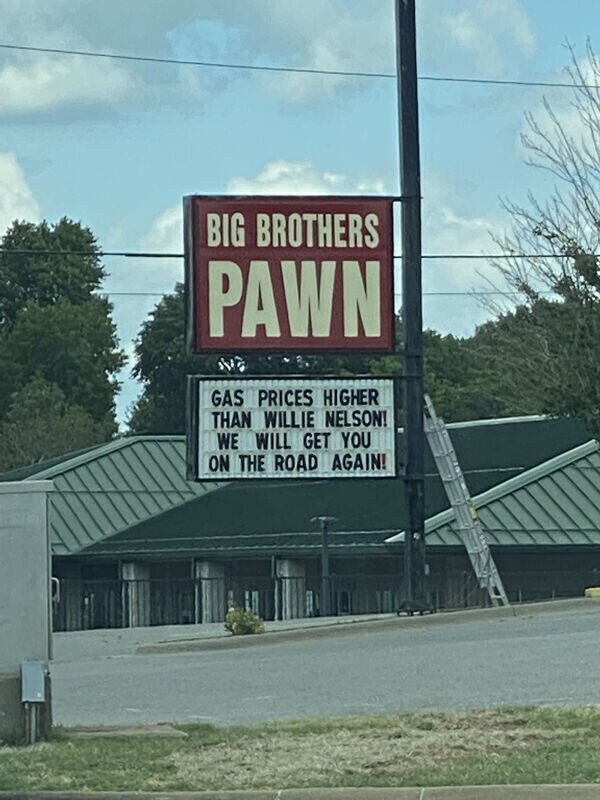 BIG BROTHERS
PAWN
GAS PRICES HIGHER
THAN WILLIE NELSON!
WE WILL GET YOU
ON THE ROAD AGAIN!